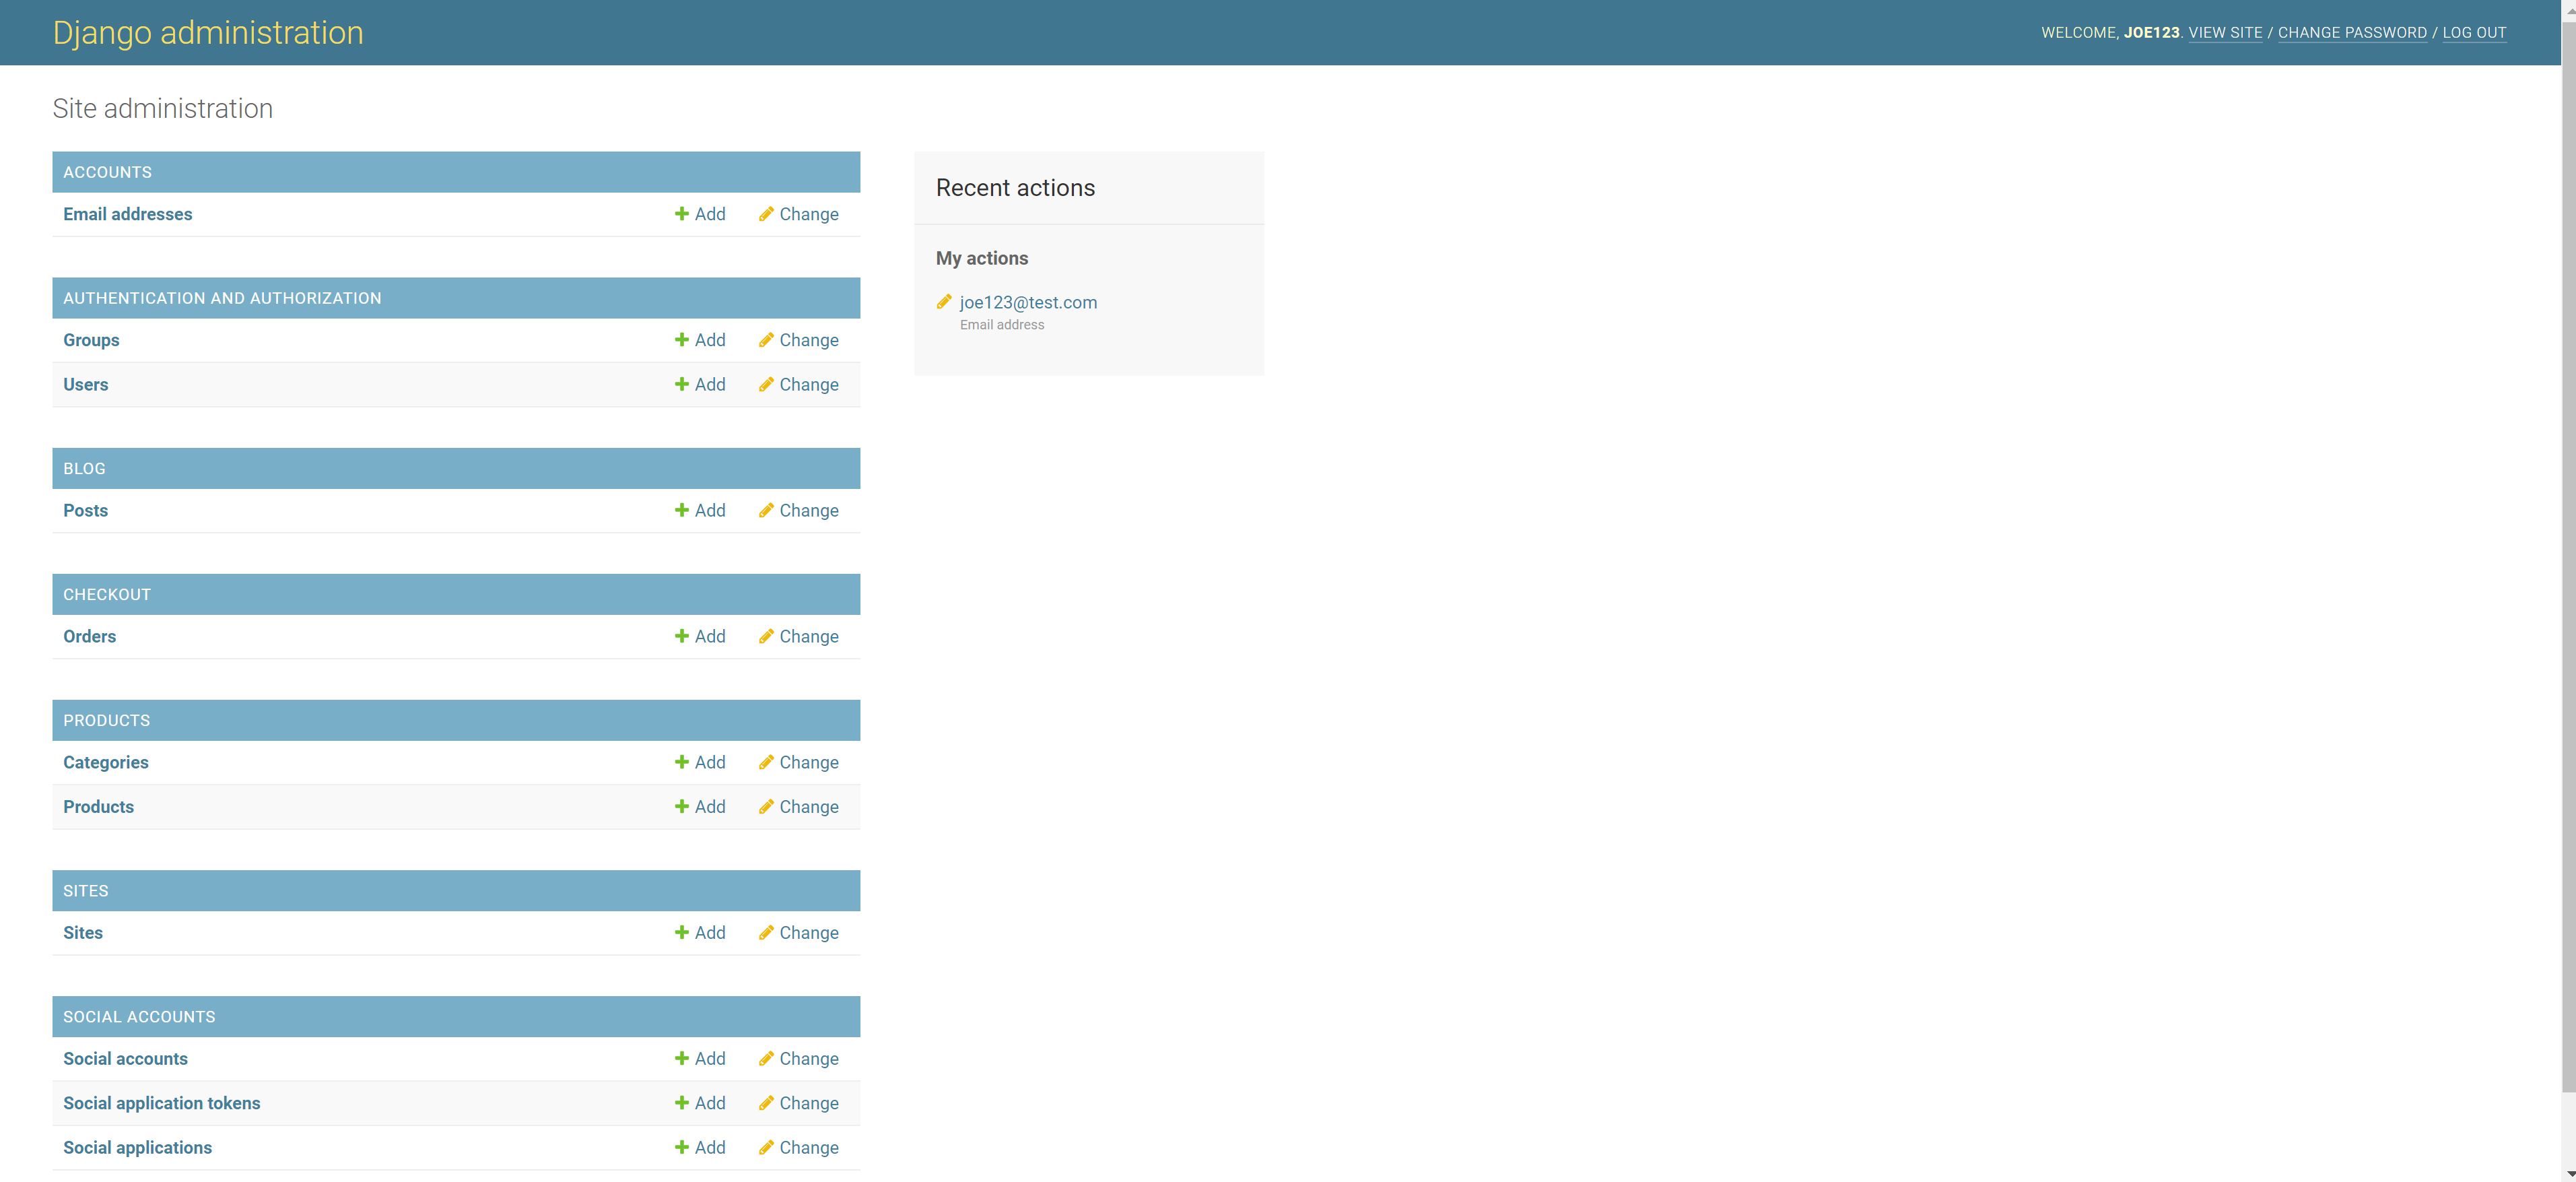 Django administration
WELCOME, JOE123. VIEW SITE / CHANGE PASSWORD / LOG OUT
Site administration
ACCOUNTS
Email addresses Add Change
AUTHENTICATION AND AUTHORIZATION
Groups Add Change
Users Add Change
BLOG
Posts Add Change
CHECKOUT
Orders Add Change
PRODUCTS
Categories Add Change
Products Add Change
SITES
Sites Add Change
SOCIAL ACCOUNTS
Social accounts Add Change
Social application tokens Add Change
Social applications Add Change
Recent actions
My actions
joe123@test.com
Email address